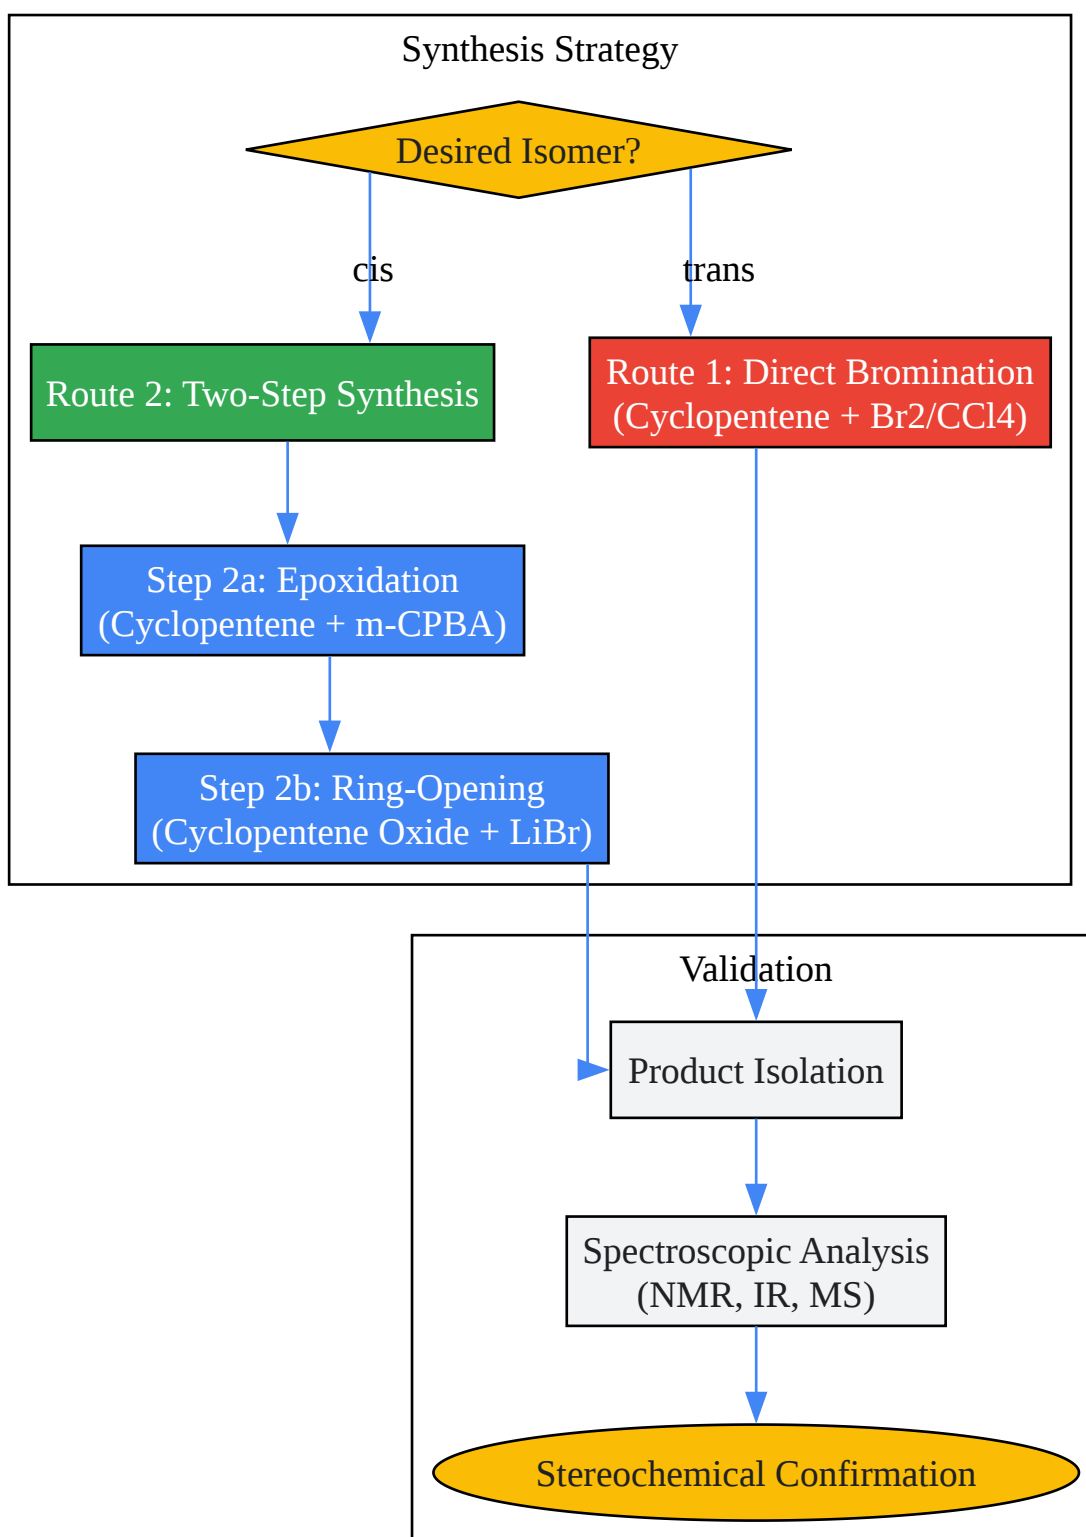 Synthesis Strategy
Desired Isomer?
cis
trans
Route 2: Two-Step Synthesis
Route 1: Direct Bromination
(Cyclopentene + Br2/CCl4)
Step 2a: Epoxidation
(Cyclopentene + m-CPBA)
Step 2b: Ring-Opening
(Cyclopentene Oxide + LiBr)
Validation
Product Isolation
Spectroscopic Analysis
(NMR, IR, MS)
Stereochemical Confirmation